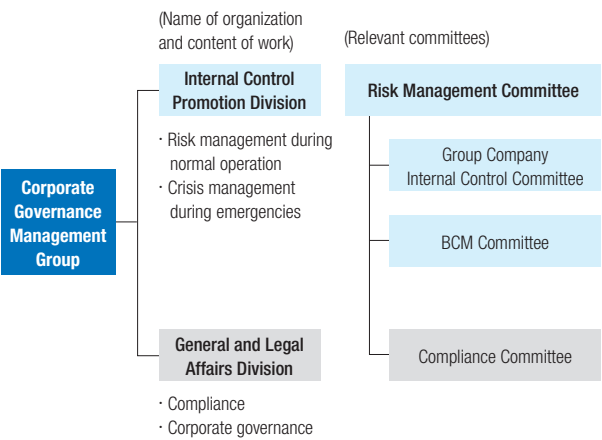 (Name of organization
and content of work)
(Relevant committees)
Internal Control
Promotion Division
Risk Management Committee
· Risk management during
normal operation
· Crisis management
during emergencies
Group Company
Internal Control Committee
Corporate
Governance
Management
Group
BCM Committee
General and Legal
Affairs Division
Compliance Committee
· Compliance
· Corporate governance